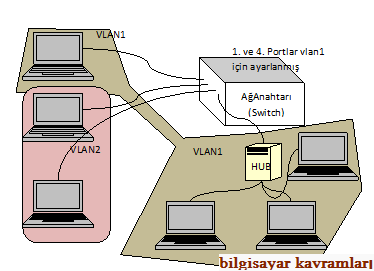 VLAN1
1. ve 4. Portlar vlan1
için ayarlanmış
AğAnahtarı
(Switch)
VLAN2
VLAN1
HUB
bilgisayar kavramları